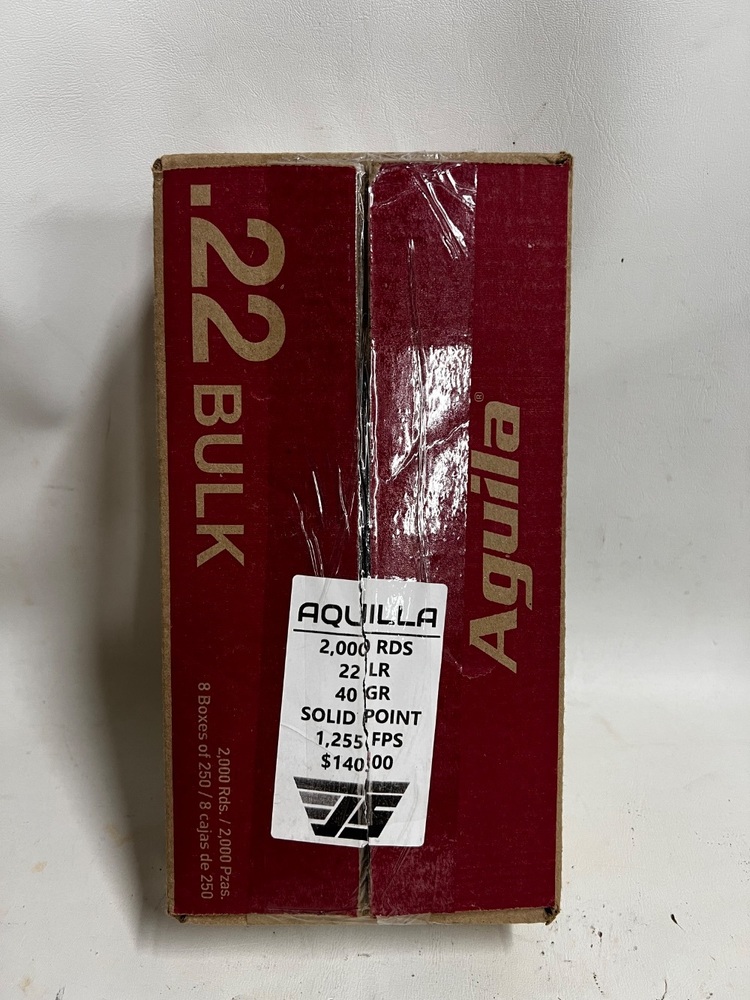 .22 BULK
2,000 Rds. / 2,000 Pzas.
8 Boxes of 250 / 8 cajas de 250
Aguila®
AQUILLA
2,000 RDS
22 LR
40 GR
SOLID POINT
1,255 FPS
$140.00